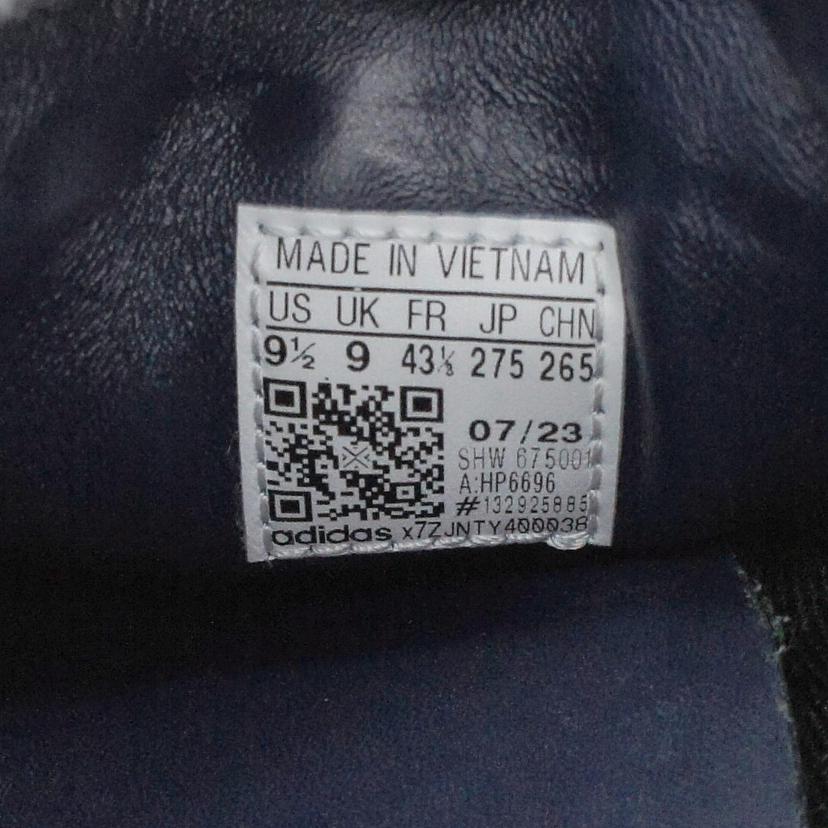 MADE IN VIETNAM
US UK FR JP CHN
9½ 9 43⅓ 275 265
07/23
SHW 675001
A:HP6696
#132925885
adidas x7ZJNTY400038